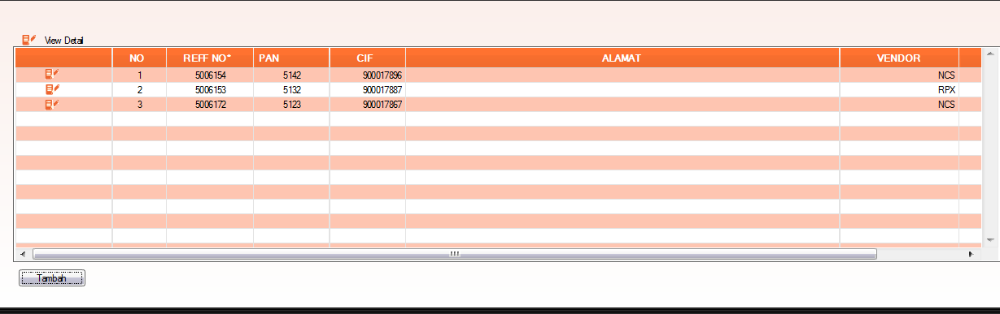 View Detail
NO REFF NO* PAN CIF ALAMAT VENDOR
1 5006154 5142 900017896 NCS
2 5006153 5132 900017887 RPX
3 5006172 5123 900017867 NCS
Tambah